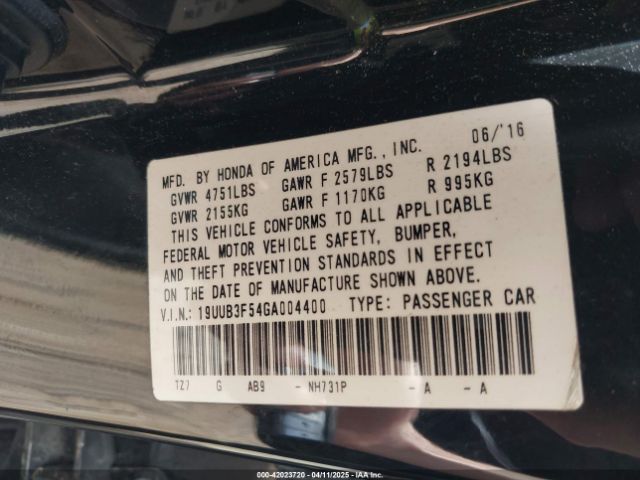 MFD. BY HONDA OF AMERICA MFG., INC. 06/'16
GVWR 4751LBS GAWR F 2579LBS R 2194LBS
GVWR 2155KG GAWR F 1170KG R 995KG
THIS VEHICLE CONFORMS TO ALL APPLICABLE
FEDERAL MOTOR VEHICLE SAFETY, BUMPER,
AND THEFT PREVENTION STANDARDS IN EFFECT
ON THE DATE OF MANUFACTURE SHOWN ABOVE.
V.I.N.: 19UUB3F54GA004400 TYPE: PASSENGER CAR
TZ7 G AB9 - NH731P - A - A
000-42023720 04/11/2025 IAA Inc.